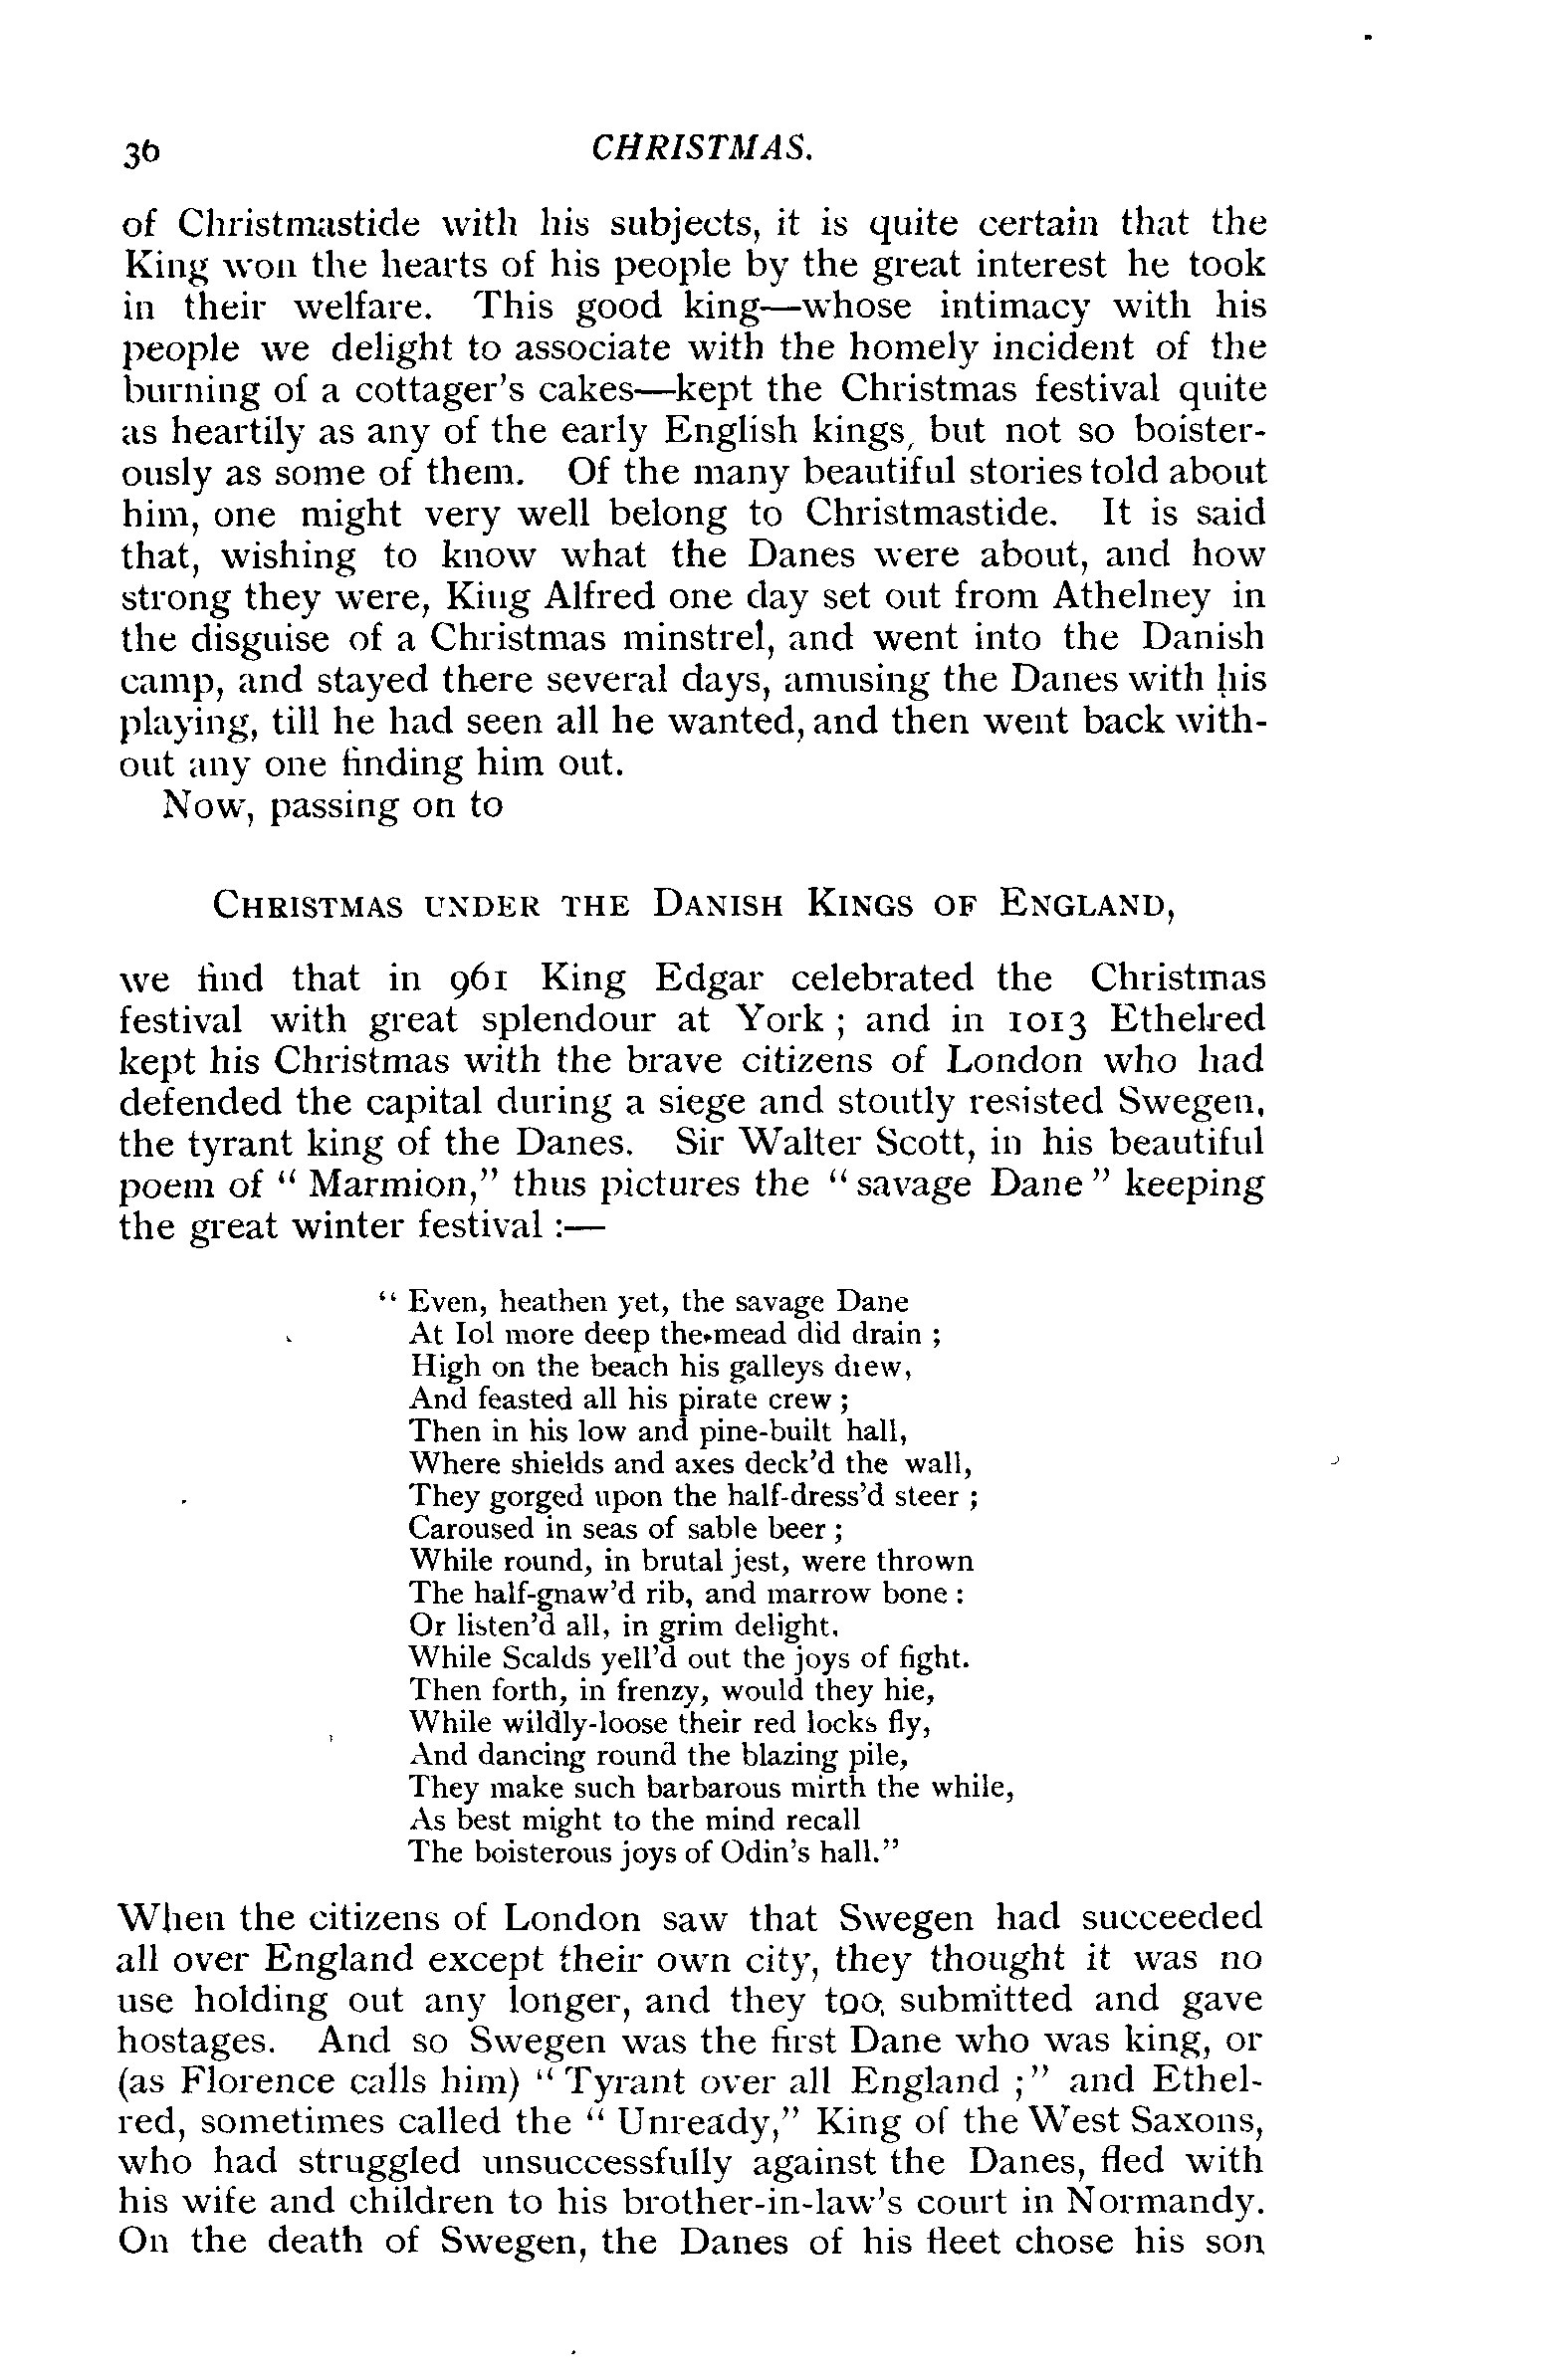 36 CHRISTMAS.
of Christmastide with his subjects, it is quite certain that the
King won the hearts of his people by the great interest he took
in their welfare. This good king—whose intimacy with his
people we delight to associate with the homely incident of the
burning of a cottager's cakes—kept the Christmas festival quite
as heartily as any of the early English kings, but not so boister-
ously as some of them. Of the many beautiful stories told about
him, one might very well belong to Christmastide. It is said
that, wishing to know what the Danes were about, and how
strong they were, King Alfred one day set out from Athelney in
the disguise of a Christmas minstrel, and went into the Danish
camp, and stayed there several days, amusing the Danes with his
playing, till he had seen all he wanted, and then went back with-
out any one finding him out.
Now, passing on to
CHRISTMAS UNDER THE DANISH KINGS OF ENGLAND,
we find that in 961 King Edgar celebrated the Christmas
festival with great splendour at York ; and in 1013 Ethelred
kept his Christmas with the brave citizens of London who had
defended the capital during a siege and stoutly resisted Swegen,
the tyrant king of the Danes. Sir Walter Scott, in his beautiful
poem of " Marmion," thus pictures the " savage Dane " keeping
the great winter festival :—
" Even, heathen yet, the savage Dane
At Iol more deep the mead did drain ;
High on the beach his galleys drew,
And feasted all his pirate crew ;
Then in his low and pine-built hall,
Where shields and axes deck'd the wall,
They gorged upon the half-dress'd steer ;
Caroused in seas of sable beer ;
While round, in brutal jest, were thrown
The half-gnaw'd rib, and marrow bone :
Or listen'd all, in grim delight,
While Scalds yell'd out the joys of fight.
Then forth, in frenzy, would they hie,
While wildly-loose their red locks fly,
And dancing round the blazing pile,
They make such barbarous mirth the while,
As best might to the mind recall
The boisterous joys of Odin's hall."
When the citizens of London saw that Swegen had succeeded
all over England except their own city, they thought it was no
use holding out any longer, and they too, submitted and gave
hostages. And so Swegen was the first Dane who was king, or
(as Florence calls him) " Tyrant over all England ;" and Ethel-
red, sometimes called the " Unready," King of the West Saxons,
who had struggled unsuccessfully against the Danes, fled with
his wife and children to his brother-in-law's court in Normandy.
On the death of Swegen, the Danes of his fleet chose his son